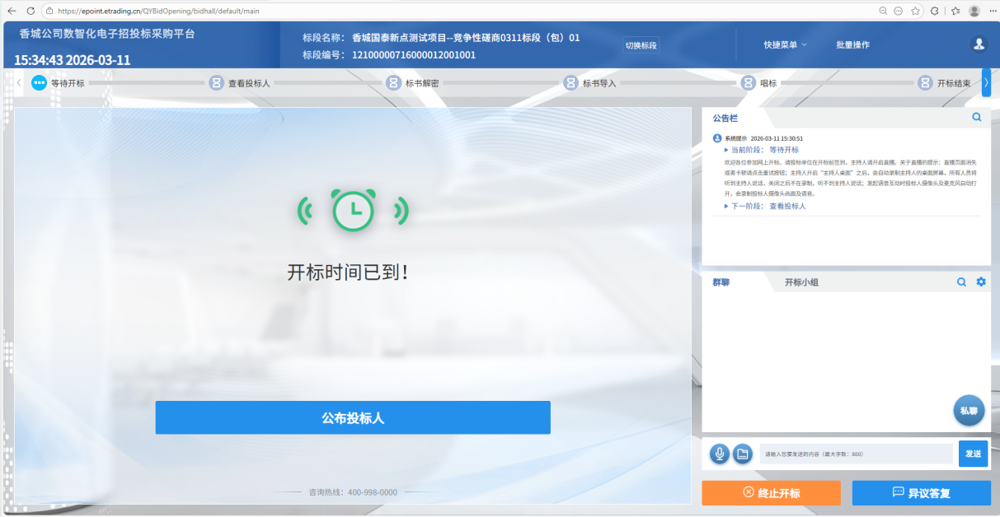 https://epoint.etrading.cn/QYBidOpening/bidhall/default/main
香城公司数智化电子招投标采购平台
15:34:43 2026-03-11
标段名称： 香城国泰新点测试项目--竞争性磋商0311标段（包）01
标段编号： 12100000716000012001001
切换标段
快捷菜单
批量操作
等待开标
查看投标人
标书解密
标书导入
唱标
开标结束
开标时间已到！
公布投标人
咨询热线：400-998-0000
公告栏
系统提示 2026-03-11 15:30:51
当前阶段： 等待开标
欢迎各位参加网上开标。请投标单位在开标前签到，主持人请开启直播。关于直播的提示：直播页面消失
或者卡顿请点击重试按钮；主持人开启“主持人桌面”之后，会自动录制主持人的桌面屏幕，所有人员将
听到主持人说话，关闭之后不在录制，听不到主持人说话；发起语音互动时投标人摄像头及麦克风自动打
开，会录制投标人摄像头画面及语音。
下一阶段： 查看投标人
群聊
开标小组
私聊
请输入您要发送的内容（最大字数：800）
发送
终止开标
异议答复